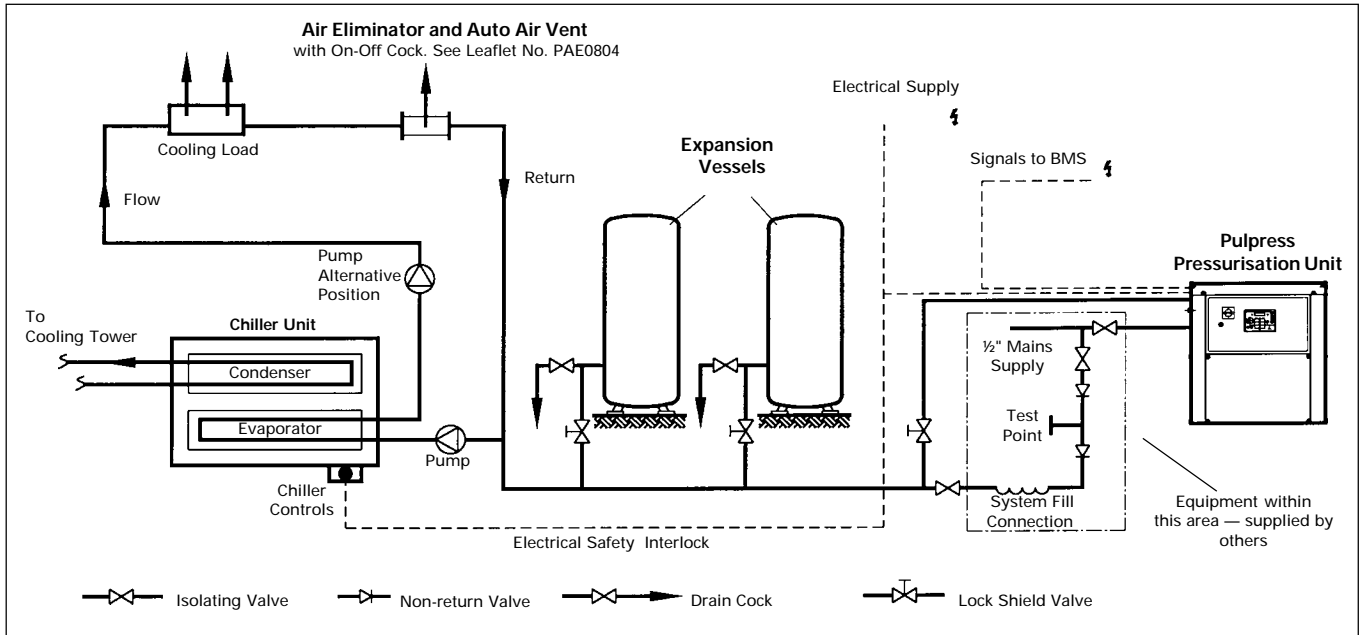 Air Eliminator and Auto Air Vent
with On-Off Cock. See Leaflet No. PAE0804
Electrical Supply
Cooling Load
Expansion
Vessels
Signals to BMS
Return
Flow
Pulpress
Pressurisation Unit
Pump
Alternative
Position
To
Cooling Tower
Chiller Unit
½" Mains
Supply
Condenser
Test
Point
Evaporator
Pump
Chiller
Controls
System Fill
Connection
Equipment within
this area — supplied by
others
Electrical Safety Interlock
Isolating Valve
Non-return Valve
Drain Cock
Lock Shield Valve